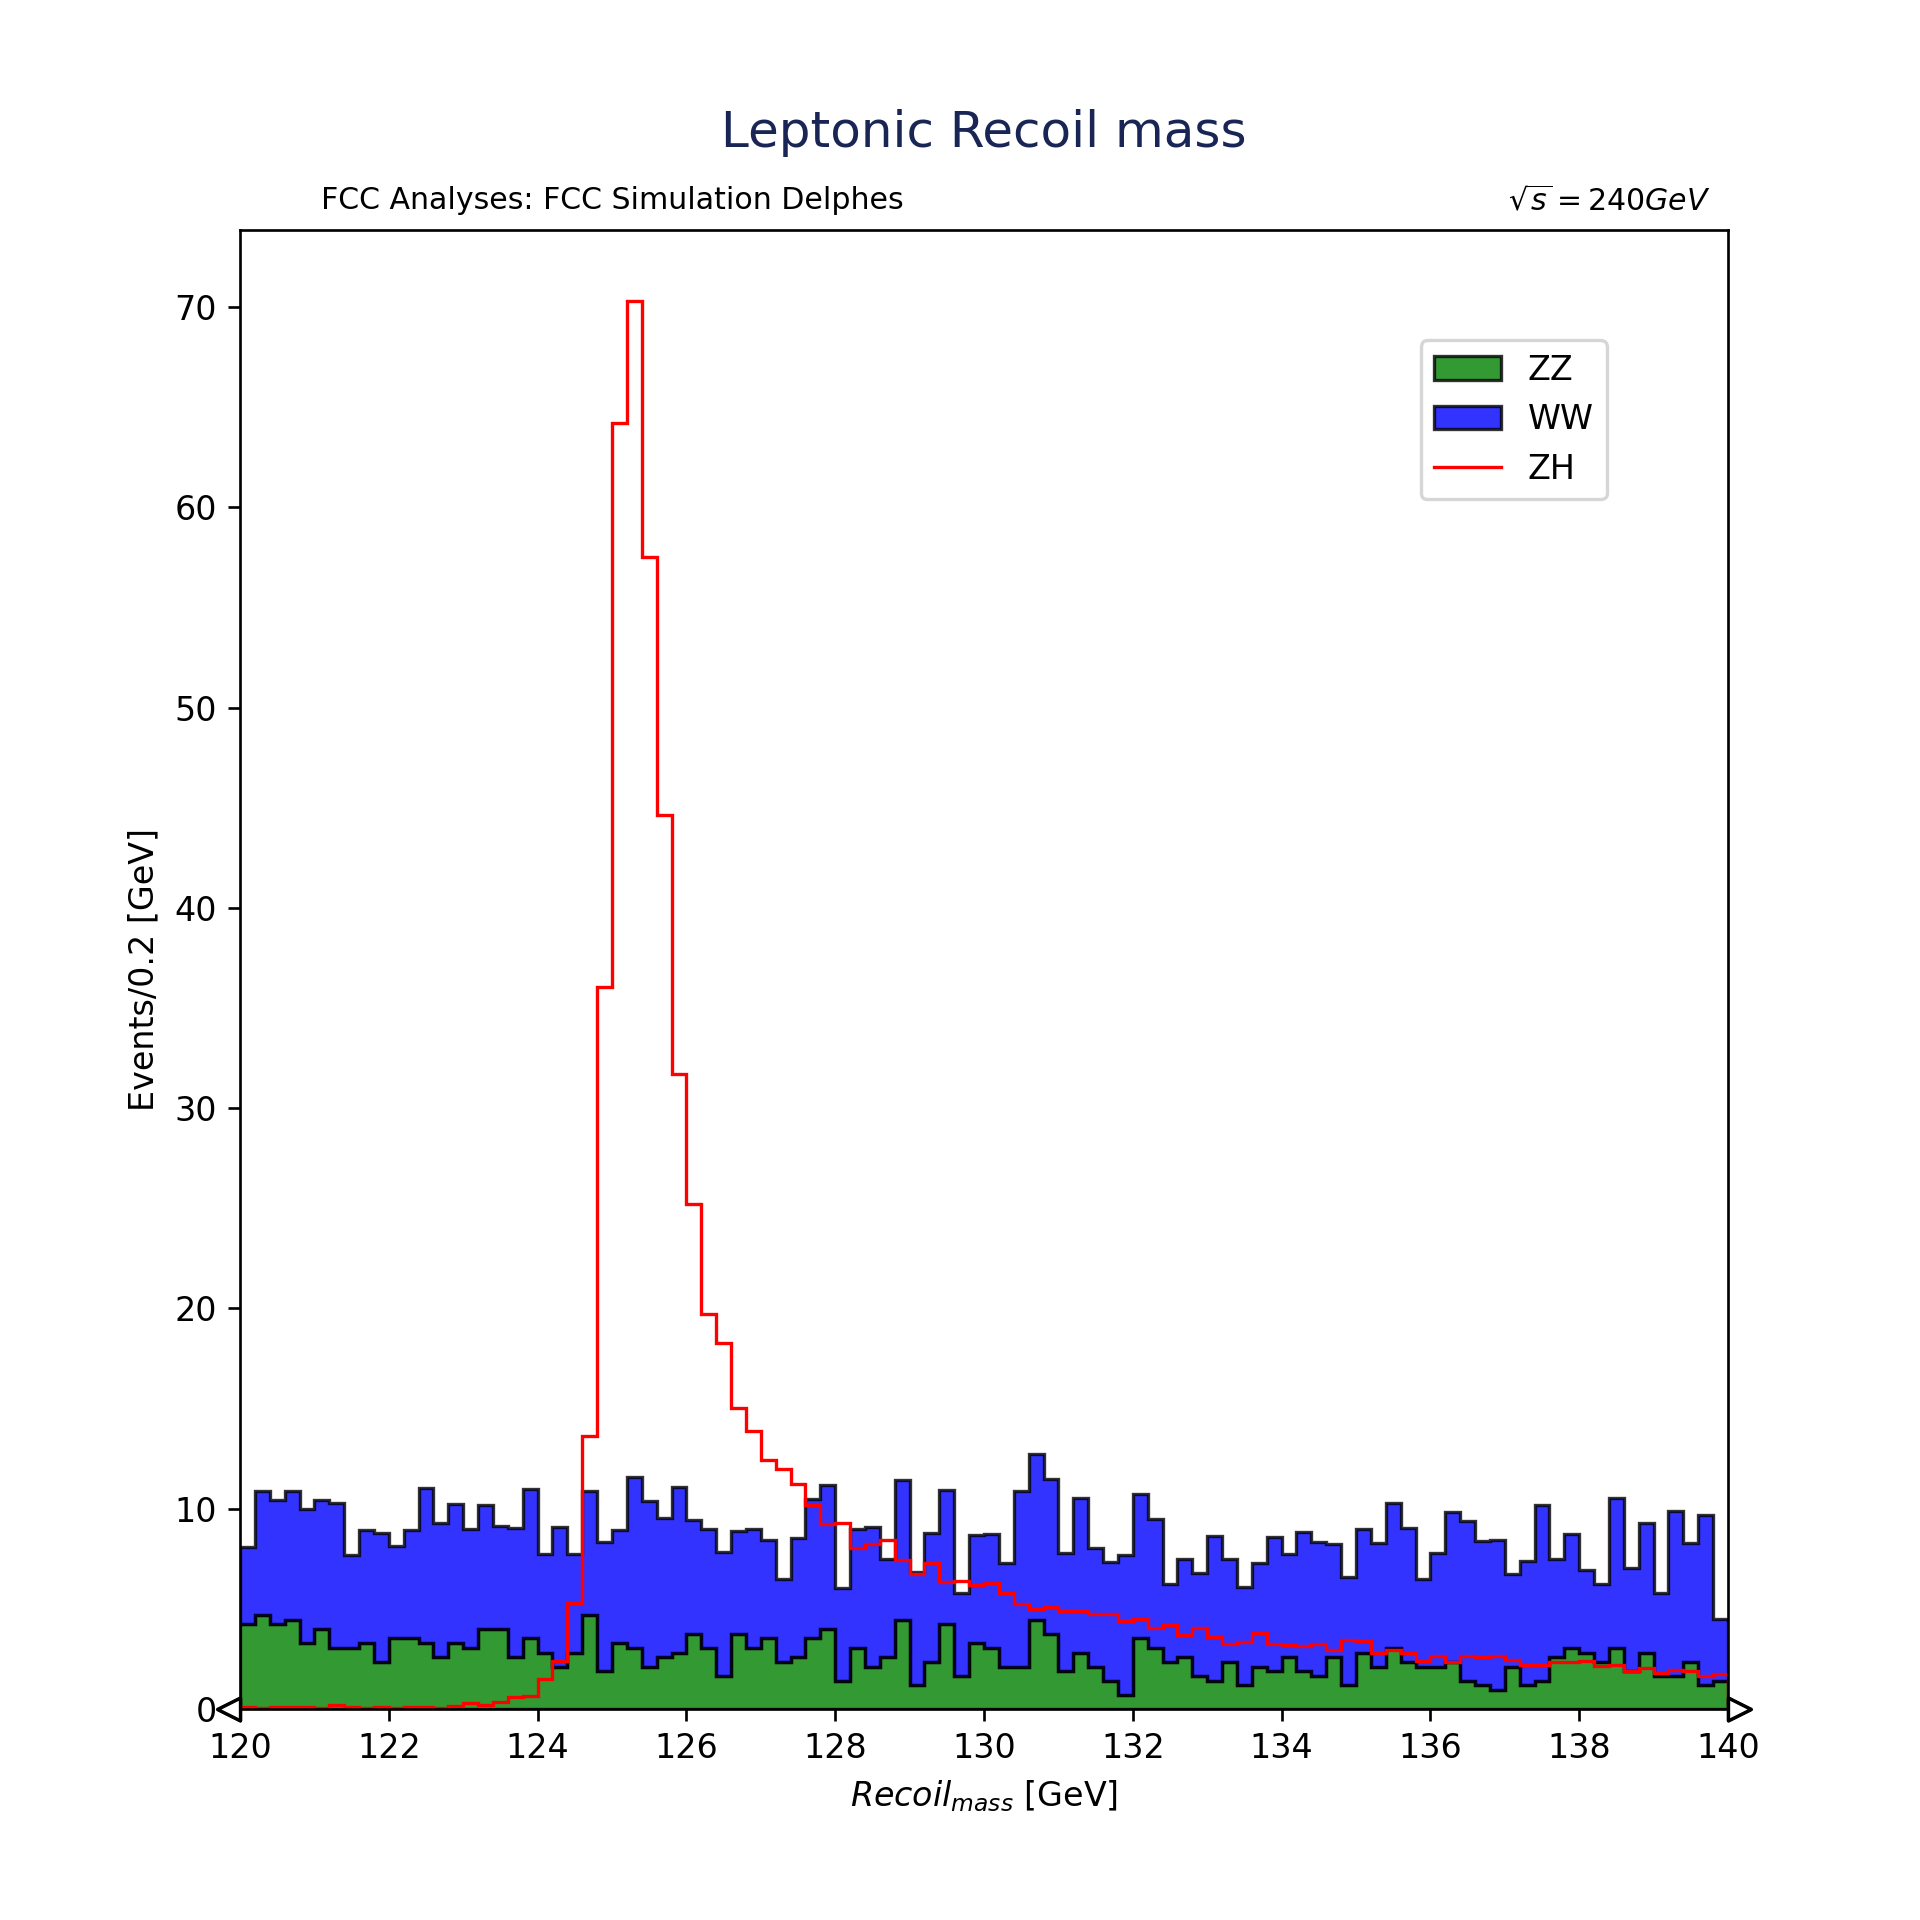 Leptonic Recoil mass
FCC Analyses: FCC Simulation Delphes
√s = 240GeV
ZZ
WW
ZH
Events/0.2 [GeV]
70
60
50
40
30
20
10
0
120 122 124 126 128 130 132 134 136 138 140
Recoil_mass [GeV]